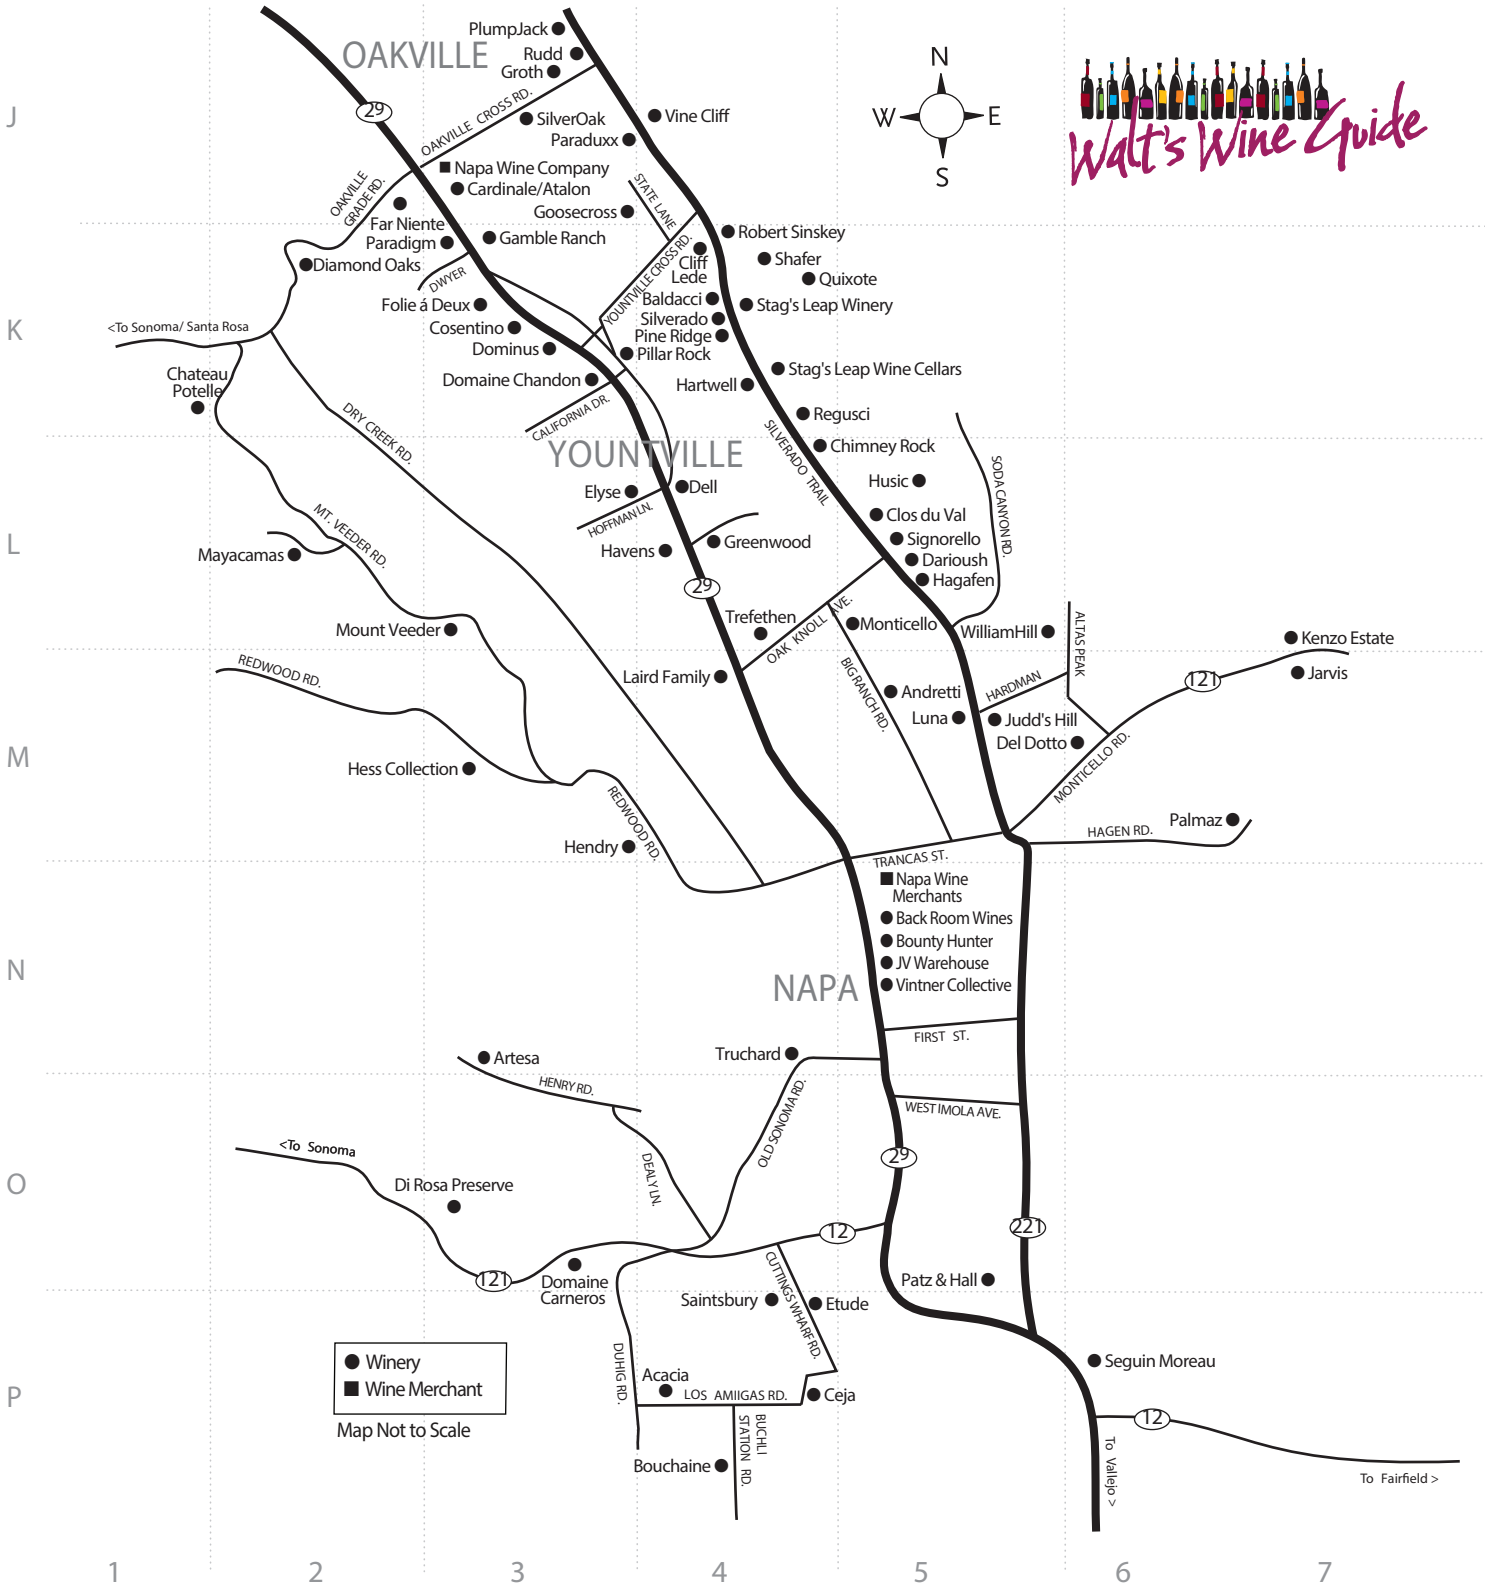 PlumpJack
OAKVILLE
Rudd
Groth
N
W
E
S
Walt's Wine Guide
J
29
OAKVILLE CROSS RD.
SilverOak
Vine Cliff
Paraduxx
Napa Wine Company
Cardinale/Atalon
OAKVILLE
GRADE RD.
STATE LANE
Goosecross
Far Niente
Paradigm
Gamble Ranch
Robert Sinskey
YOUNTVILLE CROSS RD.
Cliff
Lede
Shafer
Diamond Oaks
DWYER
Quixote
Folie á Deux
Baldacci
Stag's Leap Winery
K
<To Sonoma/ Santa Rosa
Cosentino
Silverado
Pine Ridge
Dominus
Pillar Rock
Chateau
Potelle
Domaine Chandon
Hartwell
Stag's Leap Wine Cellars
CALIFORNIA DR.
DRY CREEK RD.
Regusci
SILVERADO TRAIL
Chimney Rock
YOUNTVILLE
SODA CANYON RD.
Husic
Elyse
Dell
HOFFMAN LN.
Clos du Val
MT. VEEDER RD.
L
Signorello
Mayacamas
Havens
Greenwood
Darioush
Hagafen
29
Trefethen
OAK KNOLL AVE.
Monticello
WilliamHill
ALTAS PEAK
Mount Veeder
Kenzo Estate
REDWOOD RD.
Laird Family
BIG RANCH RD.
Andretti
HARDMAN
121
Jarvis
Luna
Judd's Hill
Del Dotto
M
Hess Collection
MONTICELLO RD.
REDWOOD RD.
Palmaz
HAGEN RD.
Hendry
TRANCAS ST.
Napa Wine
Merchants
Back Room Wines
Bounty Hunter
N
JV Warehouse
NAPA
Vintner Collective
FIRST ST.
Artesa
Truchard
HENRY RD.
OLD SONOMA RD.
WEST IMOLA AVE.
<To Sonoma
29
DEALY LN.
O
Di Rosa Preserve
12
221
121
Domaine
Carneros
CUTTINGS WHARF RD.
Patz & Hall
Saintsbury
Etude
Winery
Wine Merchant
Map Not to Scale
DUHIG RD.
Acacia
LOS AMIIGAS RD.
Ceja
Seguin Moreau
P
12
BUCHLI
STATION RD.
Bouchaine
To Vallejo >
To Fairfield >
1
2
3
4
5
6
7